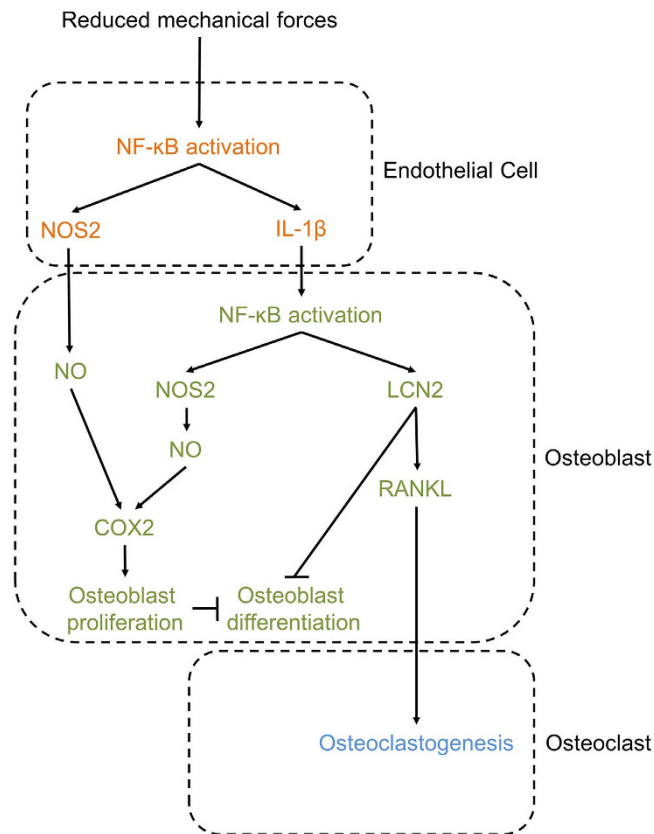 Reduced mechanical forces
NF-κB activation
Endothelial Cell
NOS2
IL-1β
NF-κB activation
NO
NOS2
LCN2
NO
Osteoblast
RANKL
COX2
Osteoblast
proliferation
Osteoblast
differentiation
Osteoclastogenesis
Osteoclast